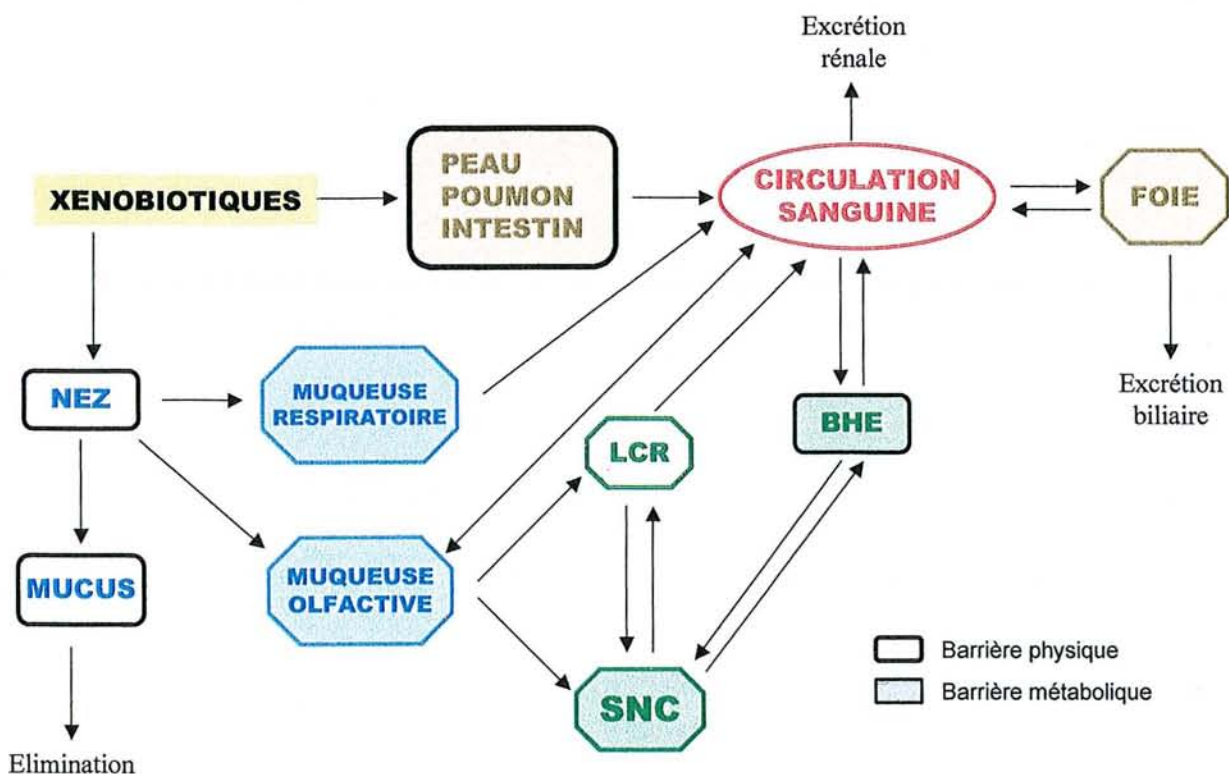 Excrétion
rénale
XENOBIOTIQUES
PEAU
POUMON
INTESTIN
CIRCULATION
SANGUINE
FOIE
NEZ
MUQUEUSE
RESPIRATOIRE
Excrétion
biliaire
BHE
LCR
MUCUS
MUQUEUSE
OLFACTIVE
SNC
Barrière physique
Barrière métabolique
Elimination